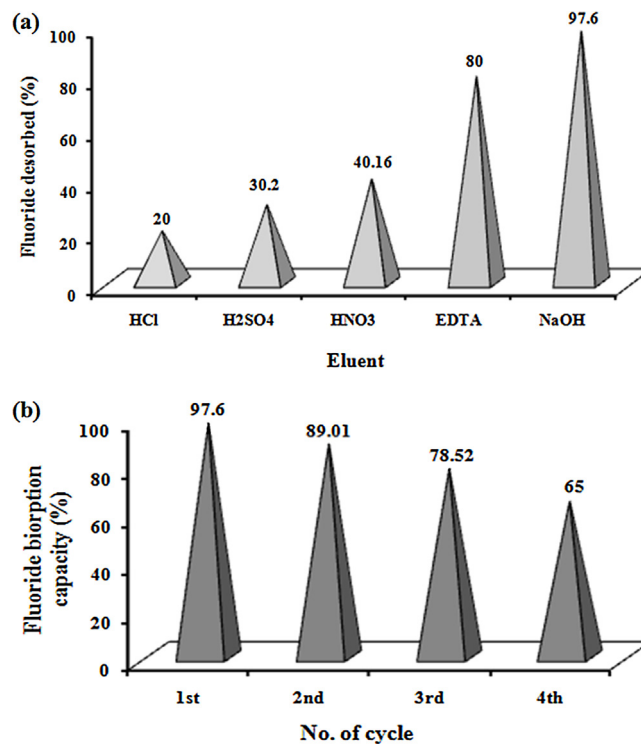 (a)
Fluoride desorbed (%)
100
80
60
40
20
0
20
30.2
40.16
80
97.6
HCl
H2SO4
HNO3
EDTA
NaOH
Eluent
(b)
Fluoride biorption
capacity (%)
100
80
60
40
20
0
97.6
89.01
78.52
65
1st
2nd
3rd
4th
No. of cycle